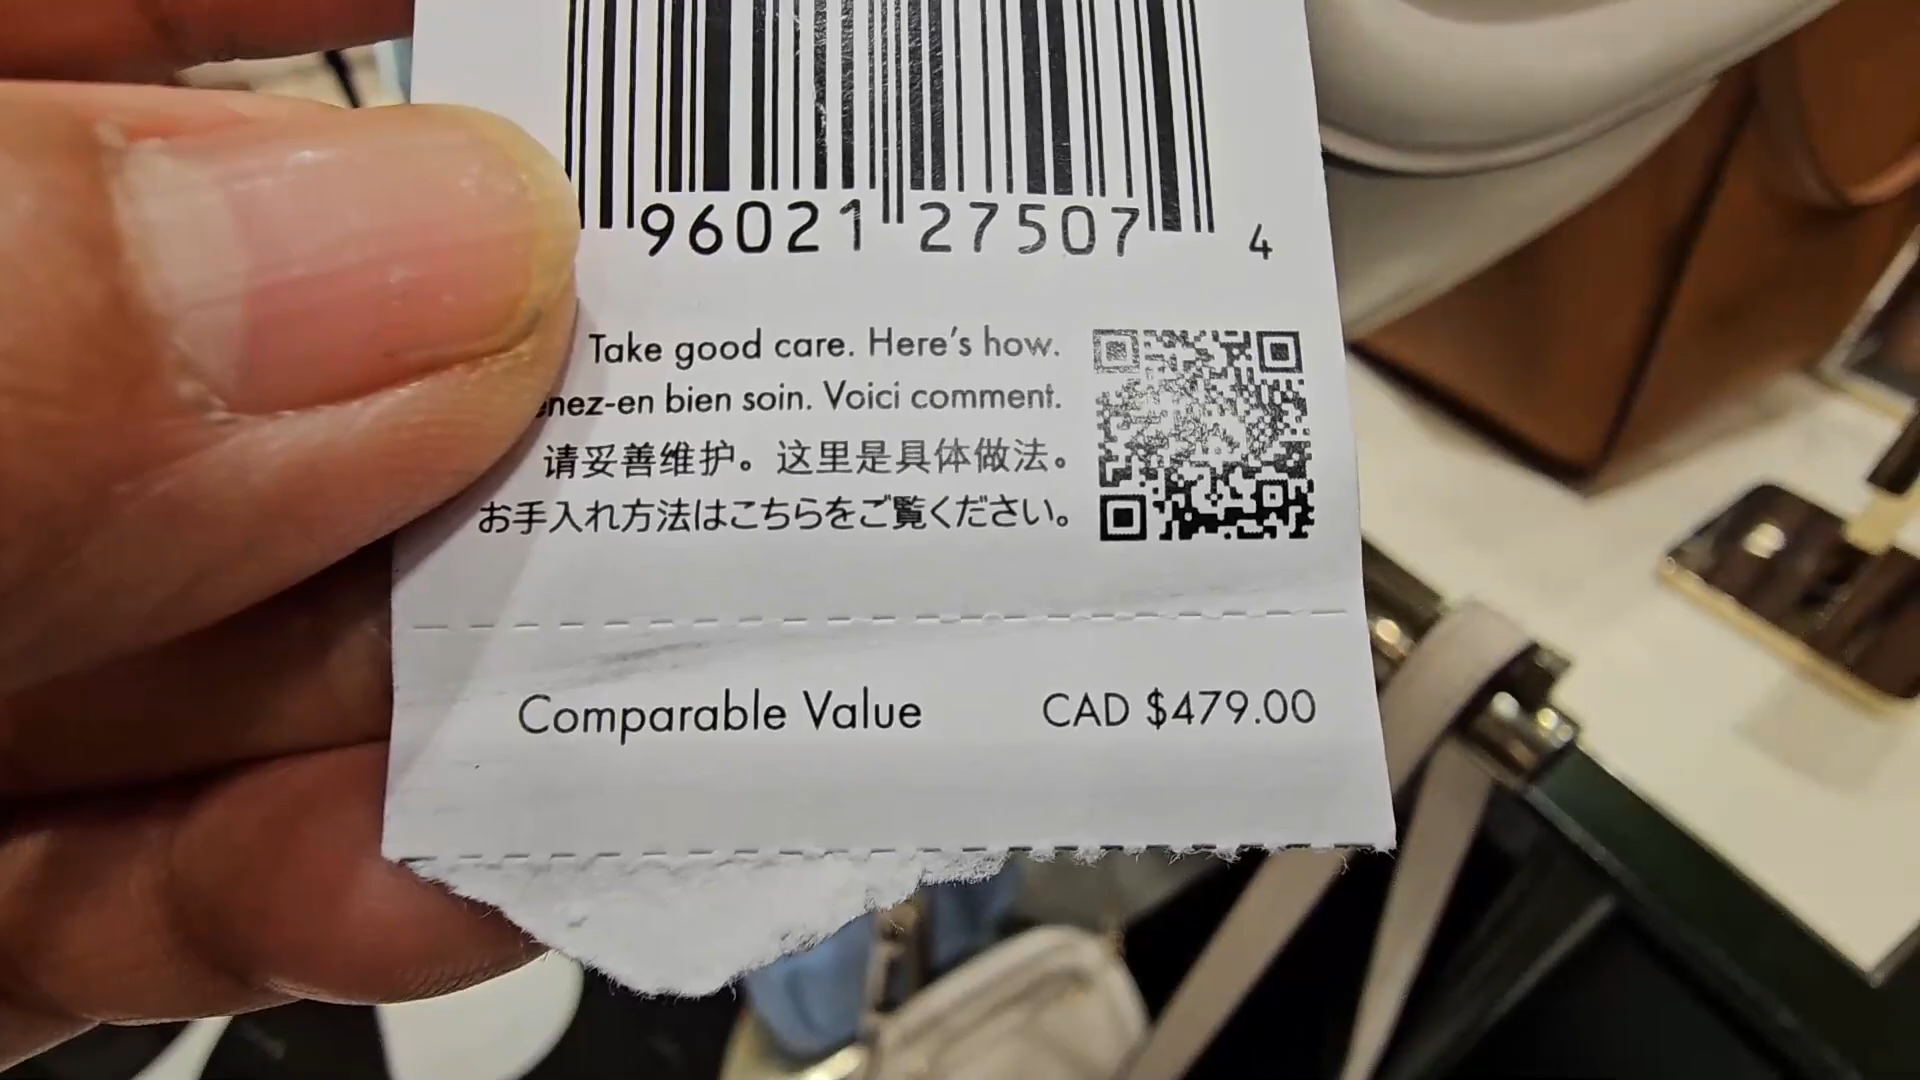 96021 27507 4
Take good care. Here's how.
en bien soin. Voici comment.
请妥善维护。这里是具体做法。
お手入れ方法はこちらをご覧ください。
Comparable Value CAD $479.00